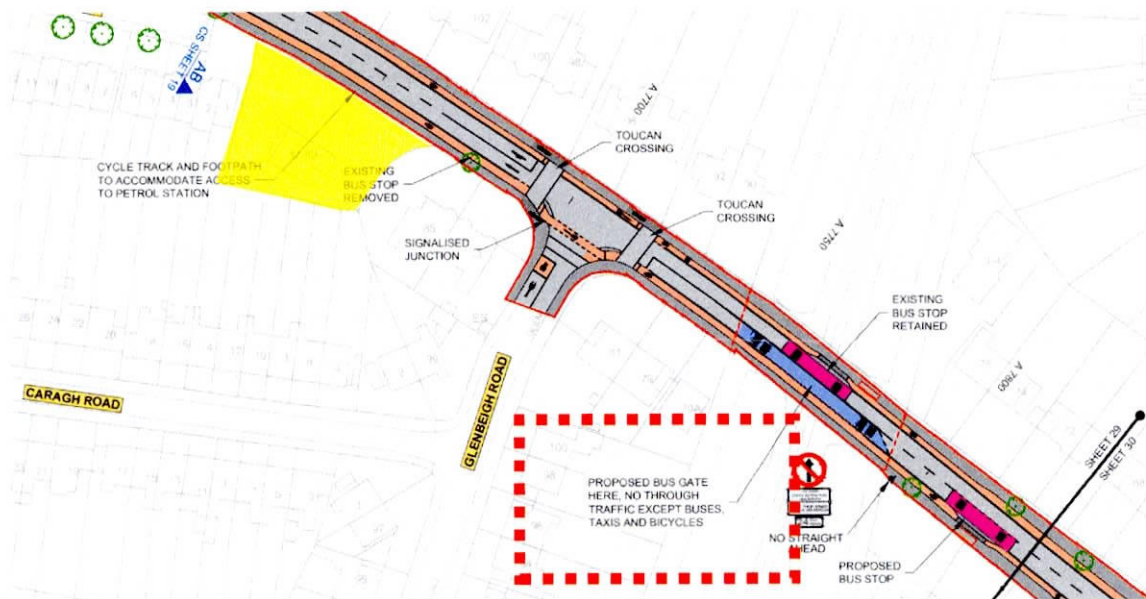 AB
CS SHEET 19
CYCLE TRACK AND FOOTPATH
TO ACCOMMODATE ACCESS
TO PETROL STATION
EXISTING
BUS STOP
REMOVED
TOUCAN
CROSSING
A 7700
SIGNALISED
JUNCTION
TOUCAN
CROSSING
A 7750
EXISTING
BUS STOP
RETAINED
A 7800
CARAGH ROAD
GLENBEIGH ROAD
SHEET 29
SHEET 30
PROPOSED BUS GATE
HERE, NO THROUGH
TRAFFIC EXCEPT BUSES,
TAXIS AND BICYCLES
NO STRAIGHT
AHEAD
PROPOSED
BUS STOP